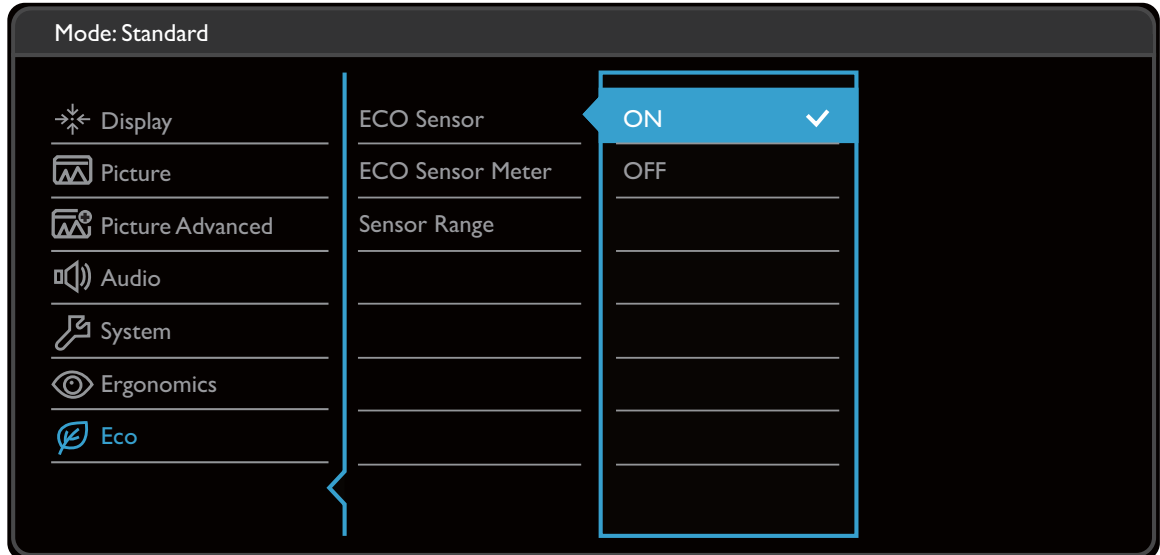 Mode: Standard
Display
Picture
Picture Advanced
Audio
System
Ergonomics
Eco
ECO Sensor
ECO Sensor Meter
Sensor Range
ON
OFF